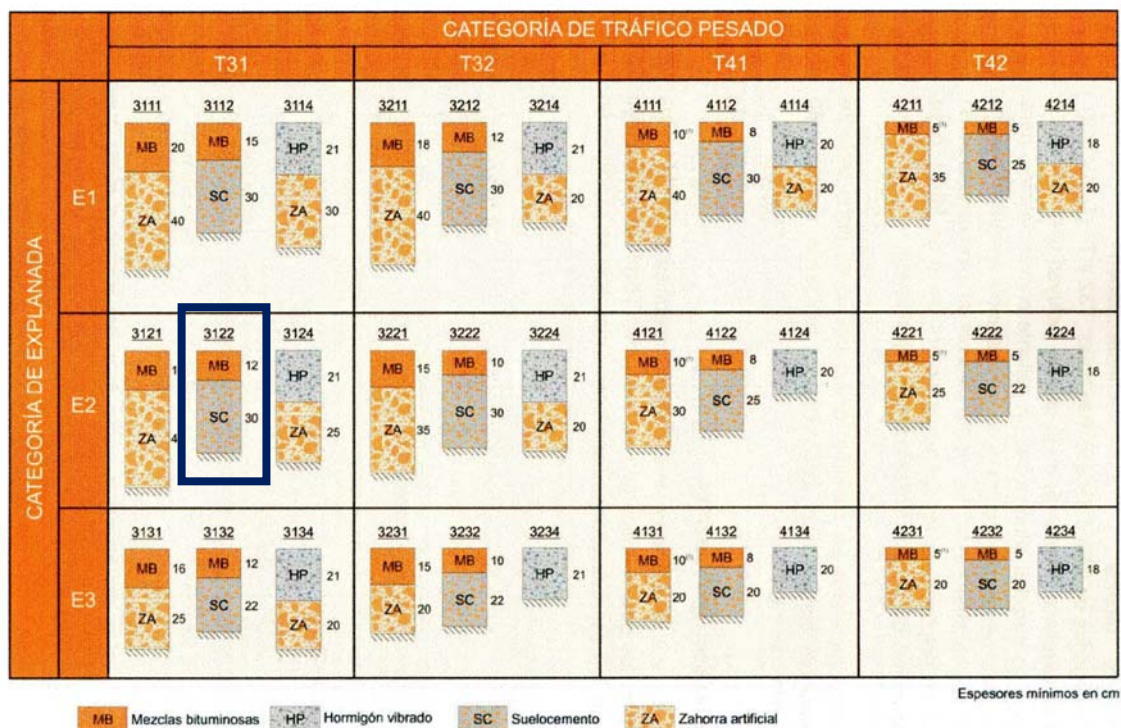 CATEGORÍA DE TRÁFICO PESADO
T31 T32 T41 T42
CATEGORÍA DE EXPLANADA
E1
3111 3112 3114 3211 3212 3214 4111 4112 4114 4211 4212 4214
MB 20 MB 15 HP 21 MB 18 MB 12 HP 21 MB 10(1) MB 8 HP 20 MB 5(1) MB 5 HP 18
ZA 40 SC 30 ZA 30 ZA 40 SC 30 ZA 20 ZA 40 SC 30 ZA 20 ZA 35 SC 25 ZA 20
E2
3121 3122 3124 3221 3222 3224 4121 4122 4124 4221 4222 4224
MB MB 12 HP 21 MB 15 MB 10 HP 21 MB 10(1) MB 8 HP 20 MB 5(1) MB 5 HP 18
ZA SC 30 ZA 25 ZA 35 SC 30 ZA 20 ZA 30 SC 25 ZA 25 SC 22
E3
3131 3132 3134 3231 3232 3234 4131 4132 4134 4231 4232 4234
MB 16 MB 12 HP 21 MB 15 MB 10 HP 21 MB 10(1) MB 8 HP 20 MB 5(1) MB 5 HP 18
ZA 25 SC 22 ZA 20 ZA 20 SC 22 ZA 20 SC 20 ZA 20 SC 20
Espesores mínimos en cm
MB Mezclas bituminosas HP Hormigón vibrado SC Suelocemento ZA Zahorra artificial